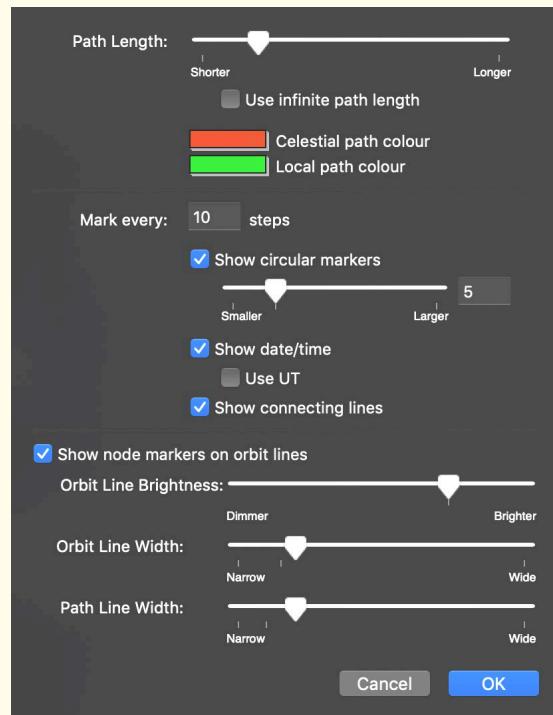 Path Length:
Shorter Longer
Use infinite path length
Celestial path colour
Local path colour
Mark every: 10 steps
Show circular markers
5
Smaller Larger
Show date/time
Use UT
Show connecting lines
Show node markers on orbit lines
Orbit Line Brightness:
Dimmer Brighter
Orbit Line Width:
Narrow Wide
Path Line Width:
Narrow Wide
Cancel OK